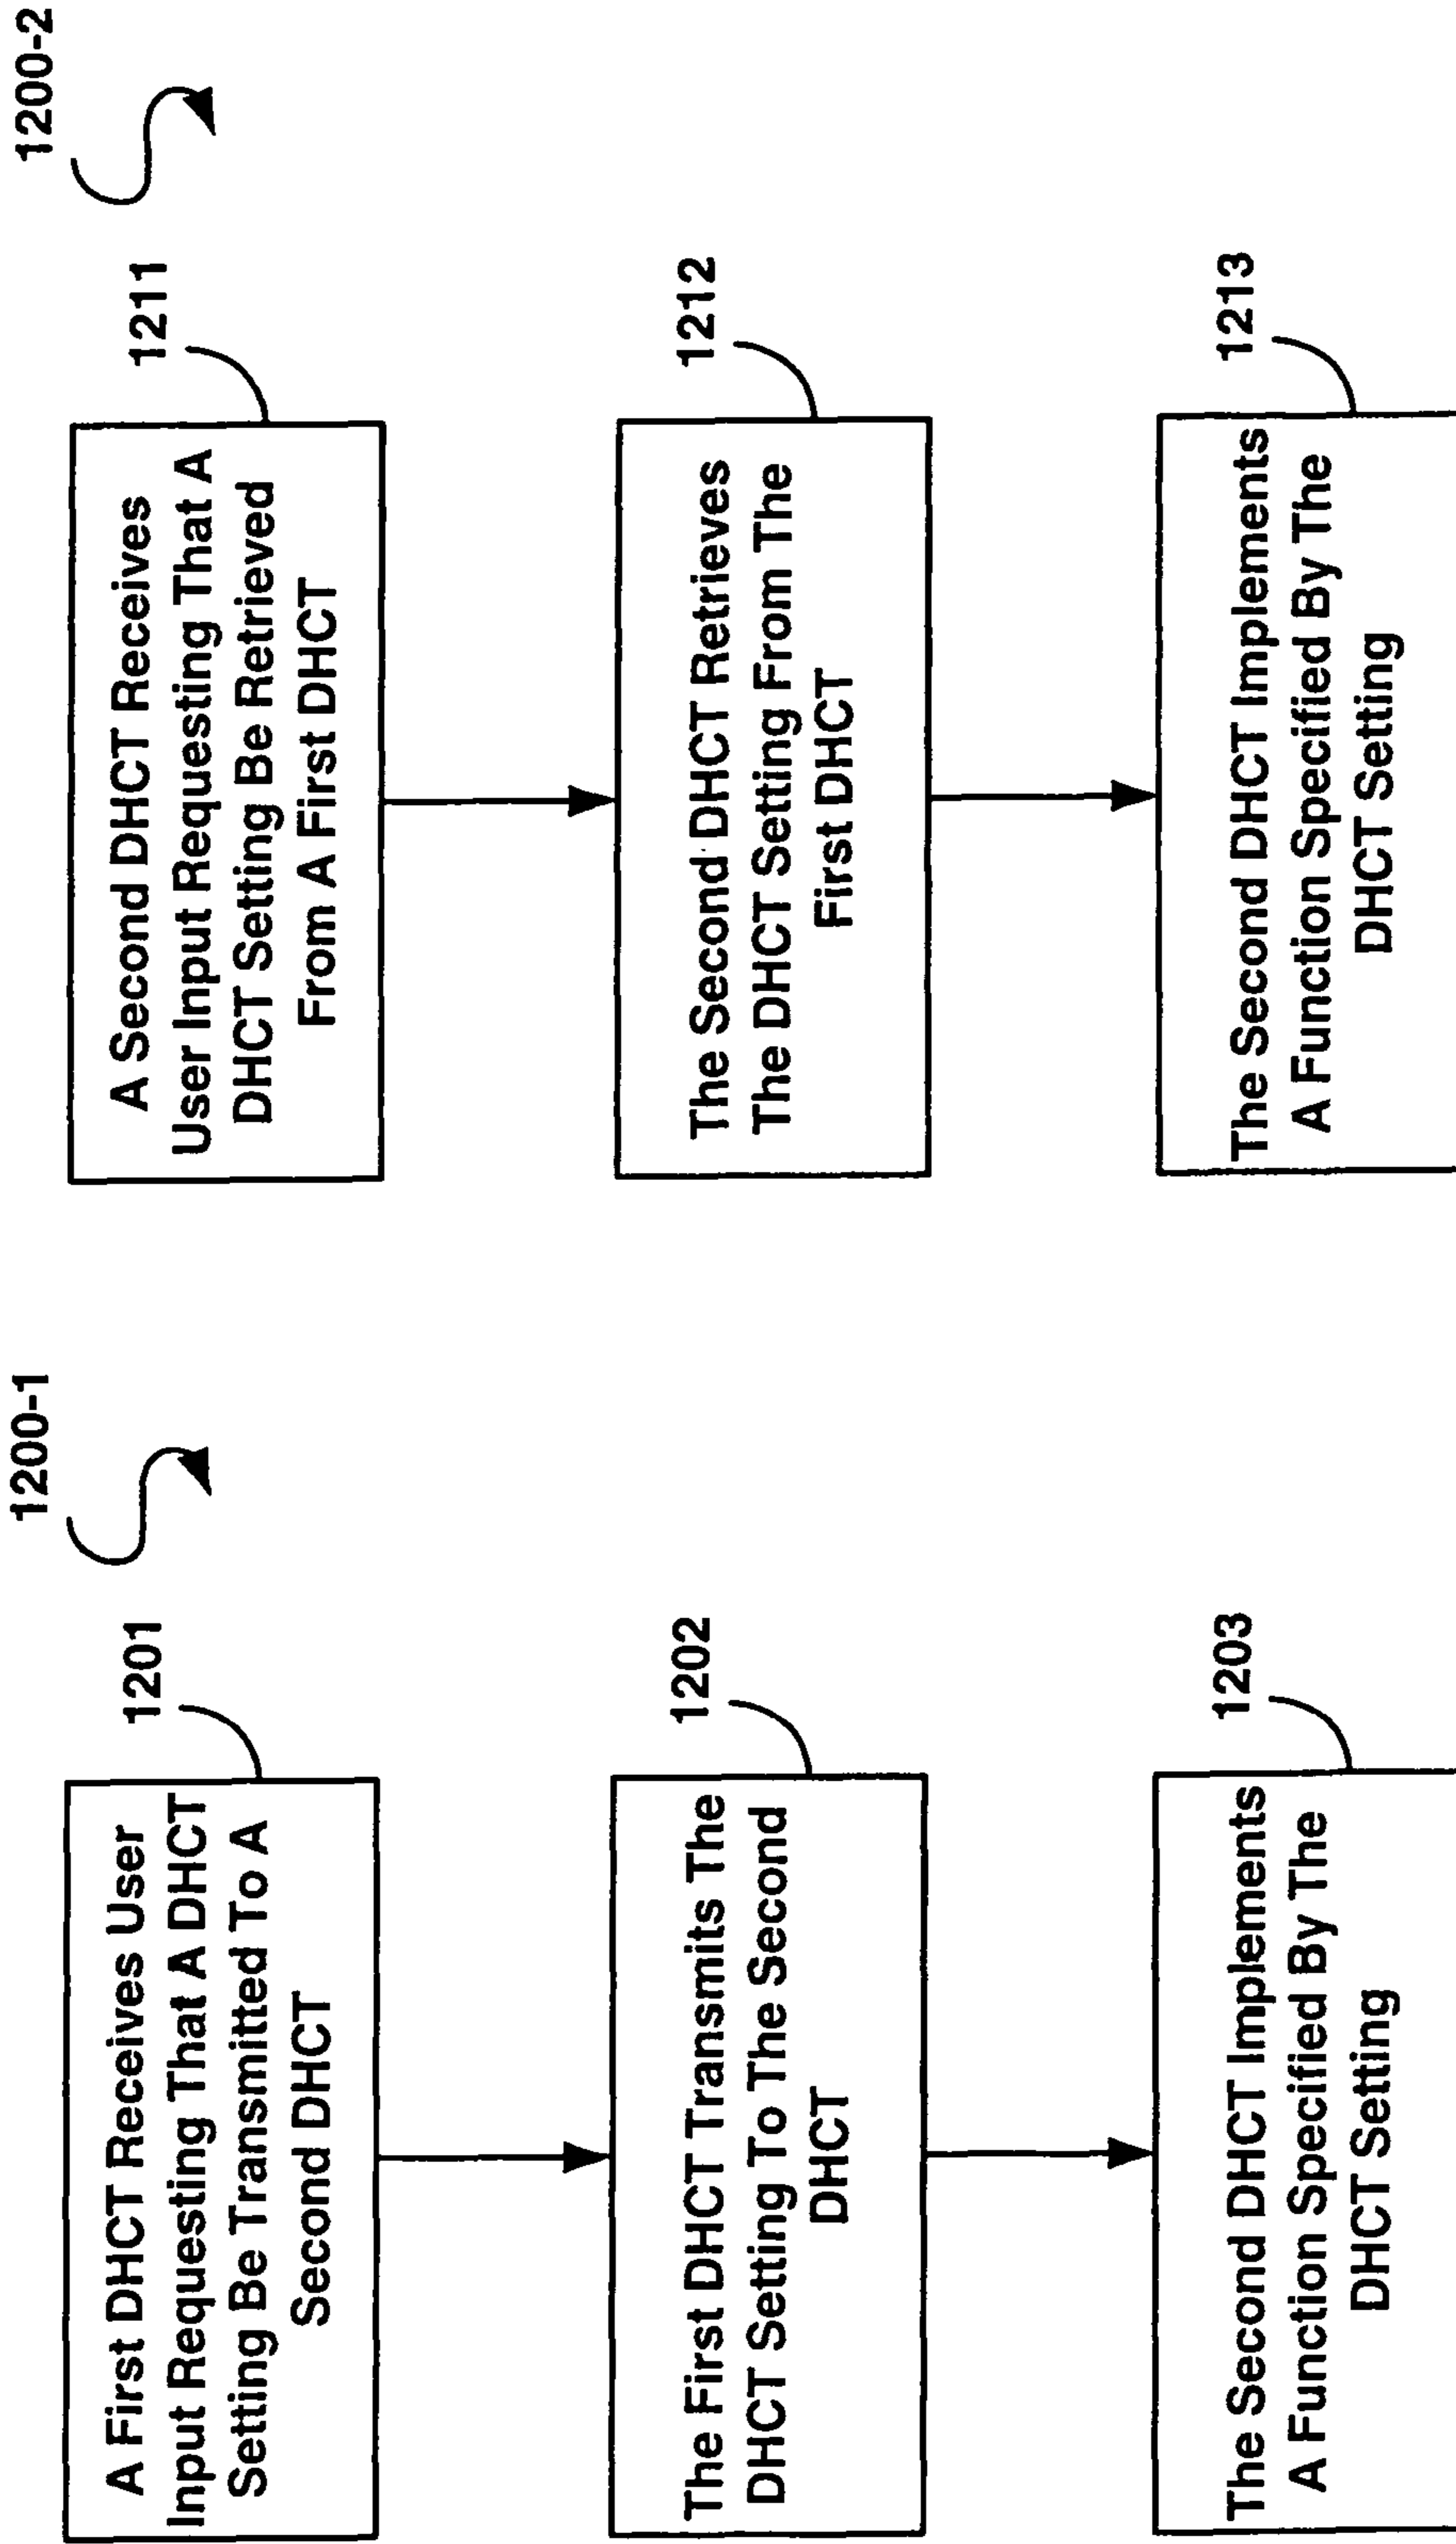 1200-1
1201
A First DHCT Receives User
Input Requesting That A DHCT
Setting Be Transmitted To A
Second DHCT
1202
The First DHCT Transmits The
DHCT Setting To The Second
DHCT
1203
The Second DHCT Implements
A Function Specified By The
DHCT Setting
1200-2
1211
A Second DHCT Receives
User Input Requesting That A
DHCT Setting Be Retrieved
From A First DHCT
1212
The Second DHCT Retrieves
The DHCT Setting From The
First DHCT
1213
The Second DHCT Implements
A Function Specified By The
DHCT Setting